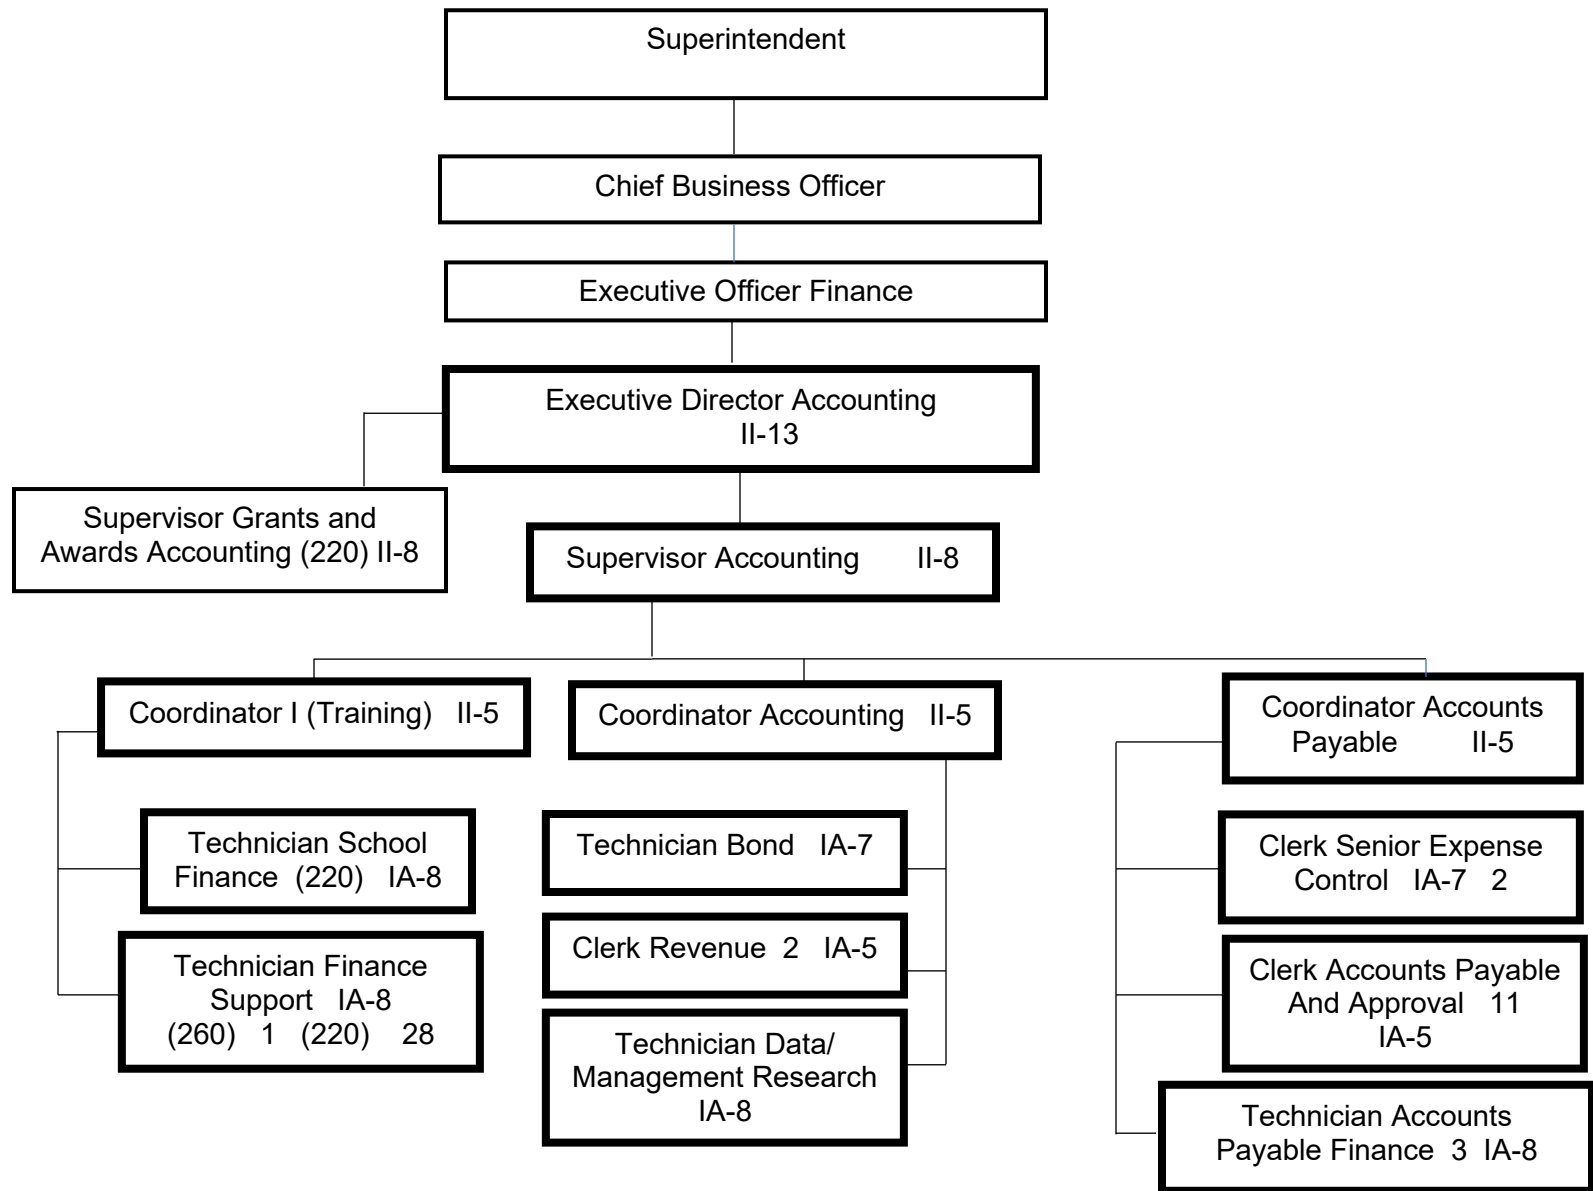 Superintendent
Chief Business Officer
Executive Officer Finance
Executive Director Accounting
II-13
Supervisor Grants and
Awards Accounting (220) II-8
Supervisor Accounting II-8
Coordinator I (Training) II-5
Technician School
Finance (220) IA-8
Technician Finance
Support IA-8
(260) 1 (220) 28
Coordinator Accounting II-5
Technician Bond IA-7
Clerk Revenue 2 IA-5
Technician Data/
Management Research
IA-8
Coordinator Accounts
Payable II-5
Clerk Senior Expense
Control IA-7 2
Clerk Accounts Payable
And Approval 11
IA-5
Technician Accounts
Payable Finance 3 IA-8